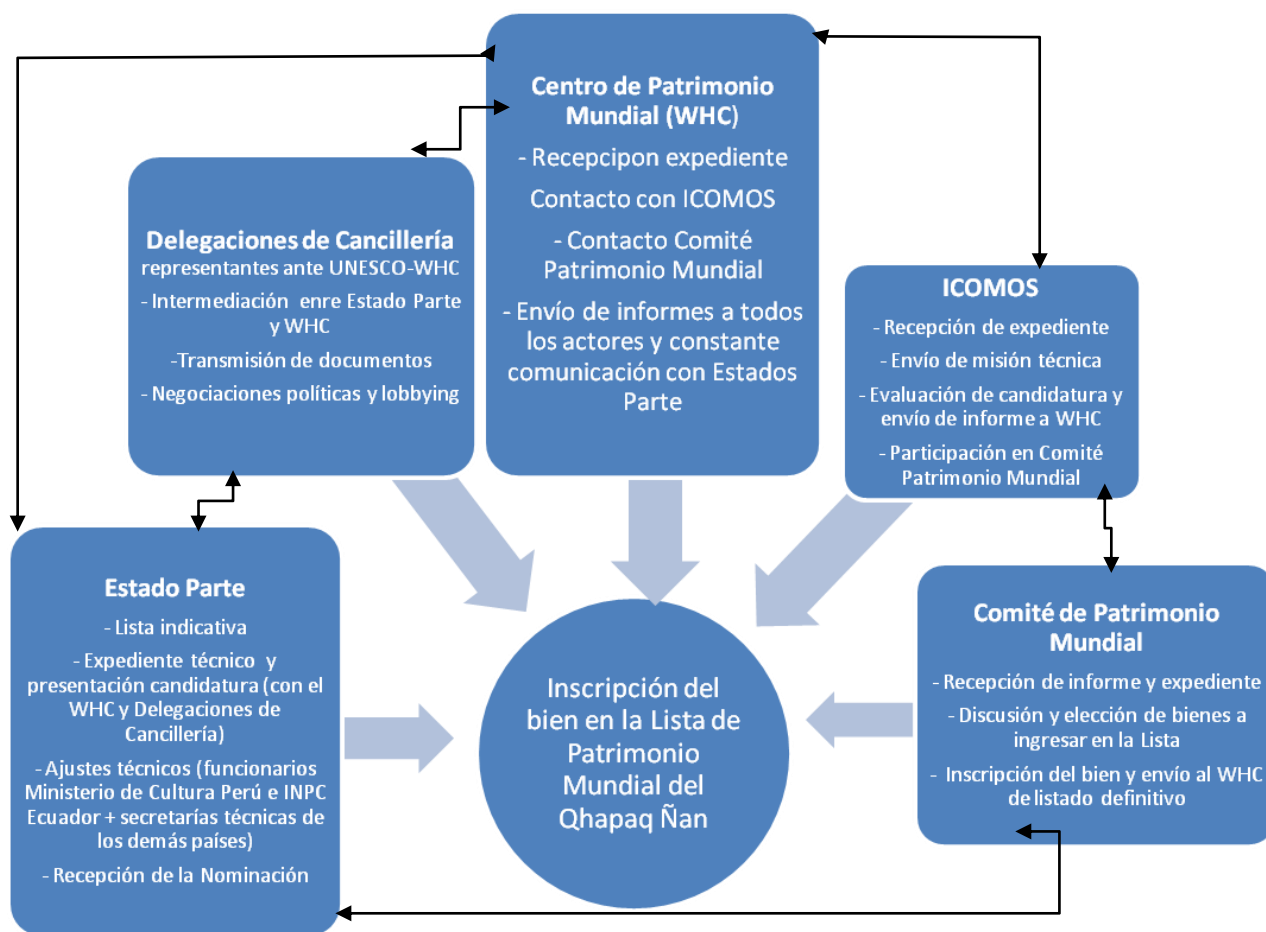 Centro de Patrimonio
Mundial (WHC)
- Recepcipon expediente
Contacto con ICOMOS
- Contacto Comité
Patrimonio Mundial
- Envío de informes a todos
los actores y constante
comunicación con Estados
Parte
Delegaciones de Cancillería
representantes ante UNESCO-WHC
- Intermediación enre Estado Parte
y WHC
-Transmisión de documentos
- Negociaciones políticas y lobbying
ICOMOS
- Recepción de expediente
- Envío de misión técnica
- Evaluación de candidatura y
envío de informe a WHC
- Participación en Comité
Patrimonio Mundial
Estado Parte
- Lista indicativa
- Expediente técnico y
presentación candidatura (con el
WHC y Delegaciones de
Cancillería)
- Ajustes técnicos (funcionarios
Ministerio de Cultura Perú e INPC
Ecuador + secretarías técnicas de
los demás países)
- Recepción de la Nominación
Inscripción del
bien en la Lista de
Patrimonio
Mundial del
Qhapaq Ñan
Comité de Patrimonio
Mundial
- Recepción de informe y expediente
- Discusión y elección de bienes a
ingresar en la Lista
- Inscripción del bien y envío al WHC
de listado definitivo